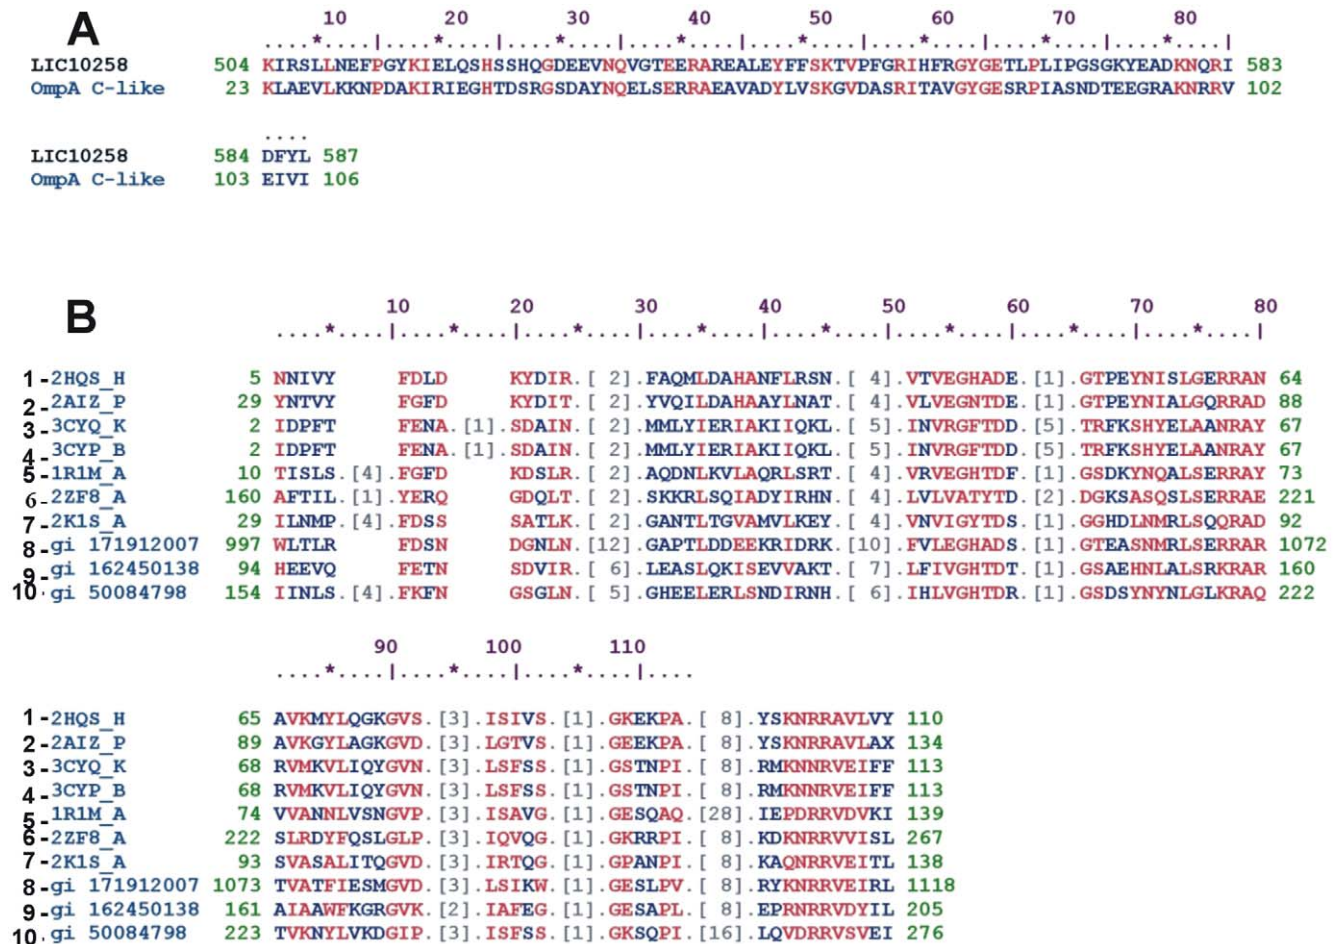 A
10 20 30 40 50 60 70 80
....*....|....*....|....*....|....*....|....*....|....*....|....*....|....*....|
LIC10258 504 KIRSLLNEFPGYKIELQSHSSHQGDEEVNQVGTEERAREALEYFFSKTVPFGRIHFRGYGETLPLIPGSGKYEADKNQRI 583
OmpA C-like 23 KLAEVLKKNPDAKIRIEGHTDSRGSDAYNQELSERRAEAVADYLVSKGVDASRITAVGYGESRPIASNDTEEGRAKNRRV 102
....
LIC10258 584 DFYL 587
OmpA C-like 103 EIVI 106
B
10 20 30 40 50 60 70 80
....*....|....*....|....*....|....*....|....*....|....*....|....*....|....*....|
1-2HQS_H 5 NNIVY FDLD KYDIR.[ 2].FAQMLDAHANFLRSN.[ 4].VTVEGHADE.[1].GTPEYNISLGERRAN 64
2-2AIZ_P 29 YNTVY FGFD KYDIT.[ 2].YVQILDAHAAYLNAT.[ 4].VLVEGNTDE.[1].GTPEYNIALGQRRAD 88
3-3CYQ_K 2 IDPFT FENA.[1].SDAIN.[ 2].MMLYIERIAKIIQKL.[ 5].INVRGFTDD.[5].TRFKSHYELAANRAY 67
4-3CYP_B 2 IDPFT FENA.[1].SDAIN.[ 2].MMLYIERIAKIIQKL.[ 5].INVRGFTDD.[5].TRFKSHYELAANRAY 67
5-1R1M_A 10 TISLS.[4].FGFD KDSLR.[ 2].AQDNLKVLAQRLSRT.[ 4].VRVEGHTDF.[1].GSDKYNQALSERRAY 73
6-2ZF8_A 160 AFTIL.[1].YERQ GDQLT.[ 2].SKKRLSQIADYIRHN.[ 4].LVLVATYTD.[2].DGKSASQSLSERRAE 221
7-2K1S_A 29 ILNMP.[4].FDSS SATLK.[ 2].GANTLTGVAMVLKEY.[ 4].VNVIGYTDS.[1].GGHDLNMRLSQQRAD 92
8-gi 171912007 997 WLTLR FDSN DGNLN.[12].GAPTLDDEEKRIDRK.[10].FVLEGHADS.[1].GTEASNMRLSERRAR 1072
9-gi 162450138 94 HEEVQ FETN SDVIR.[ 6].LEASLQKISEVVAKT.[ 7].LFIVGHTDT.[1].GSAEHNLALSRKRAR 160
10.gi 50084798 154 IINLS.[4].FKFN GSGLN.[ 5].GHEELERLSNDIRNH.[ 6].IHLVGHTDR.[1].GSDSYNYNLGLKRAQ 222
90 100 110
....*....|....*....|....*....|....
1-2HQS_H 65 AVKMYLQGKGVS.[3].ISIVS.[1].GKEKPA.[ 8].YSKNRRAVLVY 110
2-2AIZ_P 89 AVKGYLAGKGVD.[3].LGTVS.[1].GEEKPA.[ 8].YSKNRRAVLAX 134
3-3CYQ_K 68 RVMKVLIQYGVN.[3].LSFSS.[1].GSTNPI.[ 8].RMKNNRVEIFF 113
4-3CYP_B 68 RVMKVLIQYGVN.[3].LSFSS.[1].GSTNPI.[ 8].RMKNNRVEIFF 113
5-1R1M_A 74 VVANNLVSNGVP.[3].ISAVG.[1].GESQAQ.[28].IEPDRRVDVKI 139
6-2ZF8_A 222 SLRDYFQSLGLP.[3].IQVQG.[1].GKRRPI.[ 8].KDKNRRVVISL 267
7-2K1S_A 93 SVASALITQGVD.[3].IRTQG.[1].GPANPI.[ 8].KAQNRRVEITL 138
8-gi 171912007 1073 TVATFIESMGVD.[3].LSIKW.[1].GESLPV.[ 8].RYKNRRVEIRL 1118
9-gi 162450138 161 AIAAWFKGRGVK.[2].IAFEG.[1].GESAPL.[ 8].EPRNRRVDYIL 205
10.gi 50084798 223 TVKNYLVKDGIP.[3].ISFSS.[1].GKSQPI.[16].LQVDRRVSVEI 276